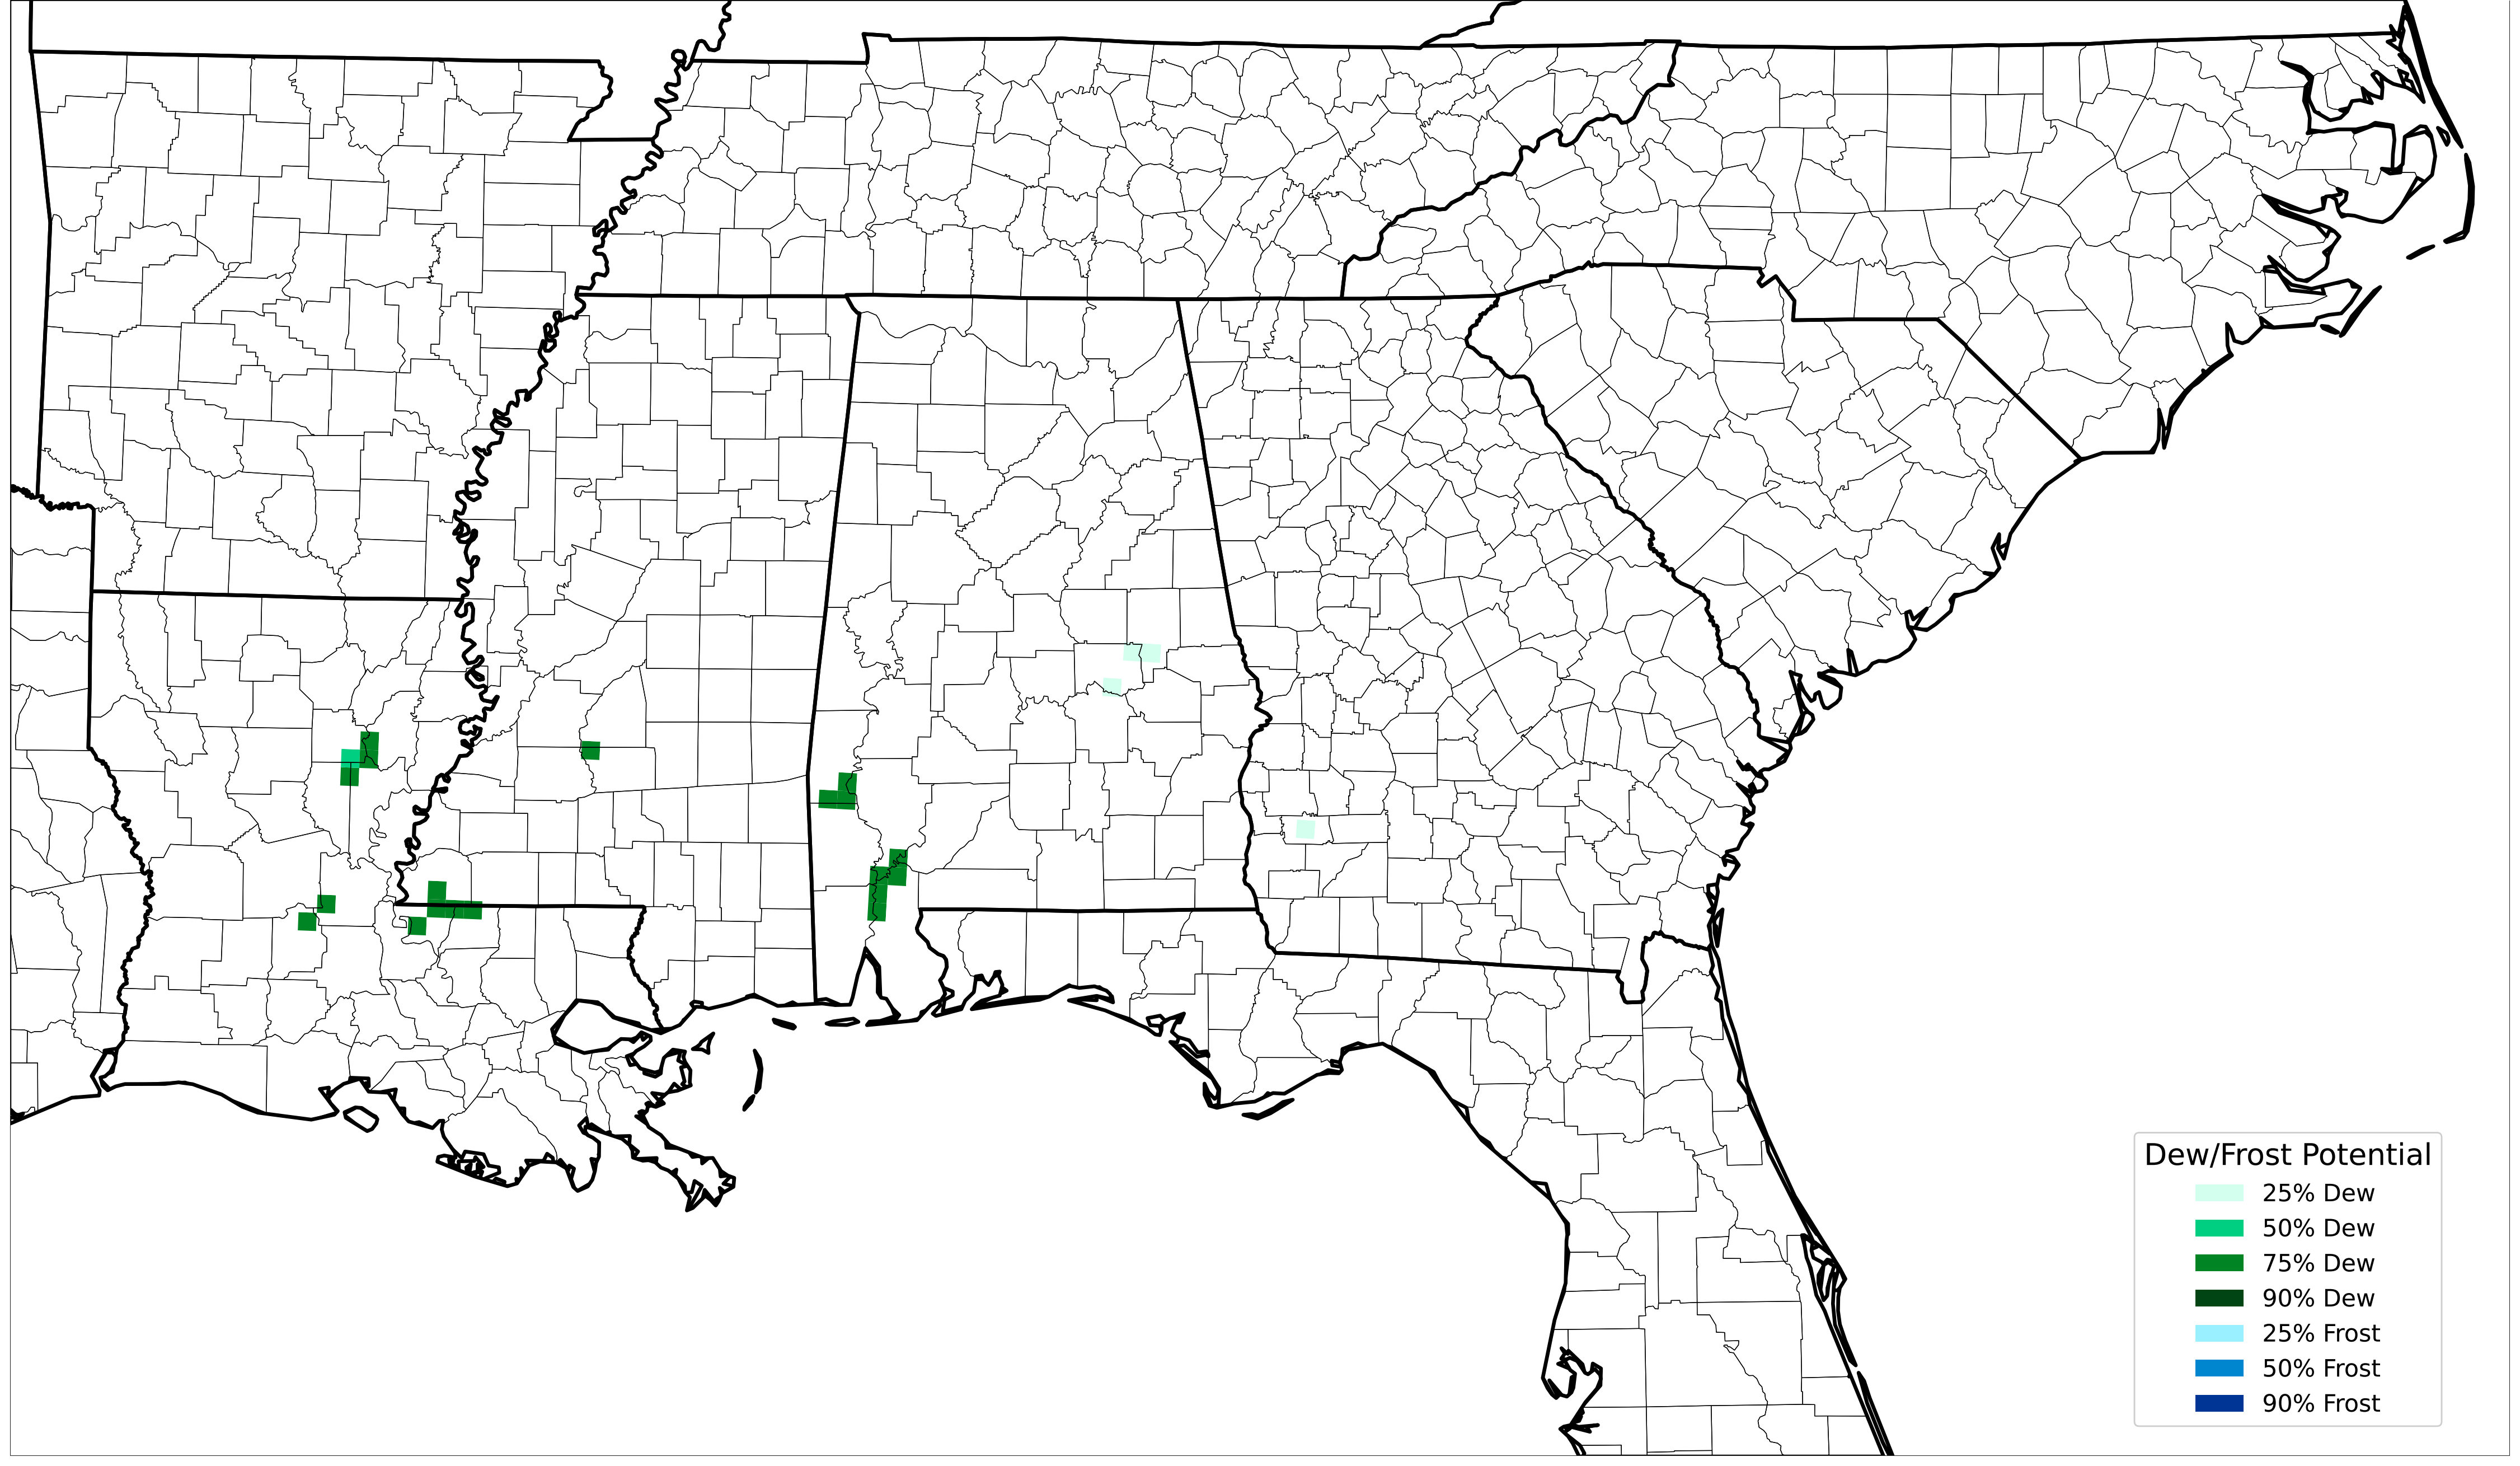 Dew/Frost Potential
25% Dew
50% Dew
75% Dew
90% Dew
25% Frost
50% Frost
90% Frost